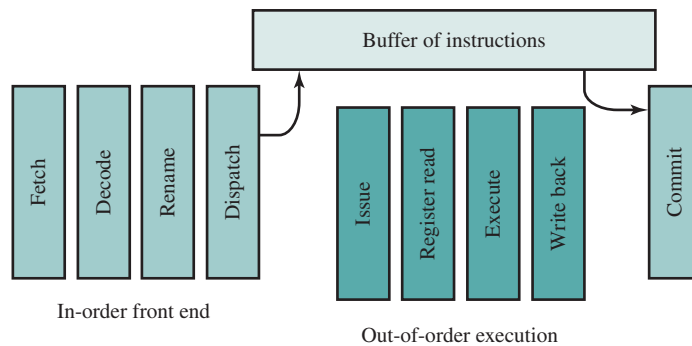 Buffer of instructions
Fetch
Decode
Rename
Dispatch
Issue
Register read
Execute
Write back
Commit
In-order front end
Out-of-order execution